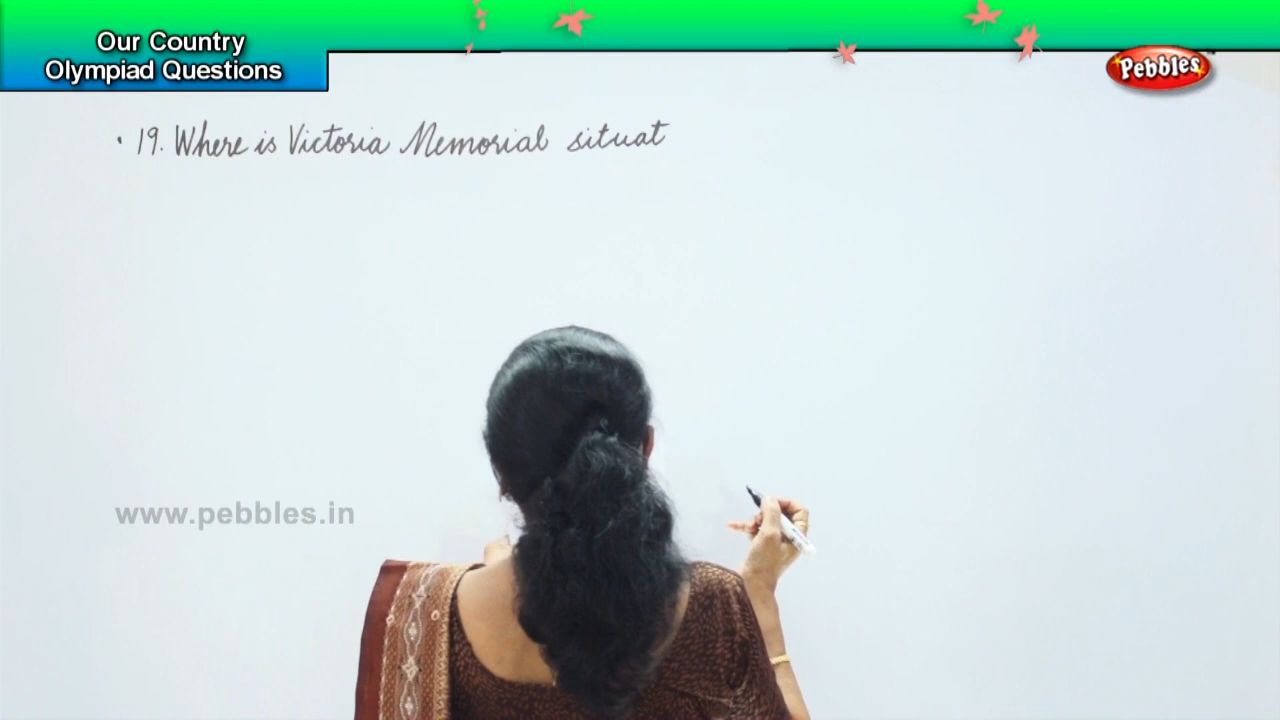 Our Country
Olympiad Questions
Pebbles
• 19. Where is Victoria Memorial situat
www.pebbles.in